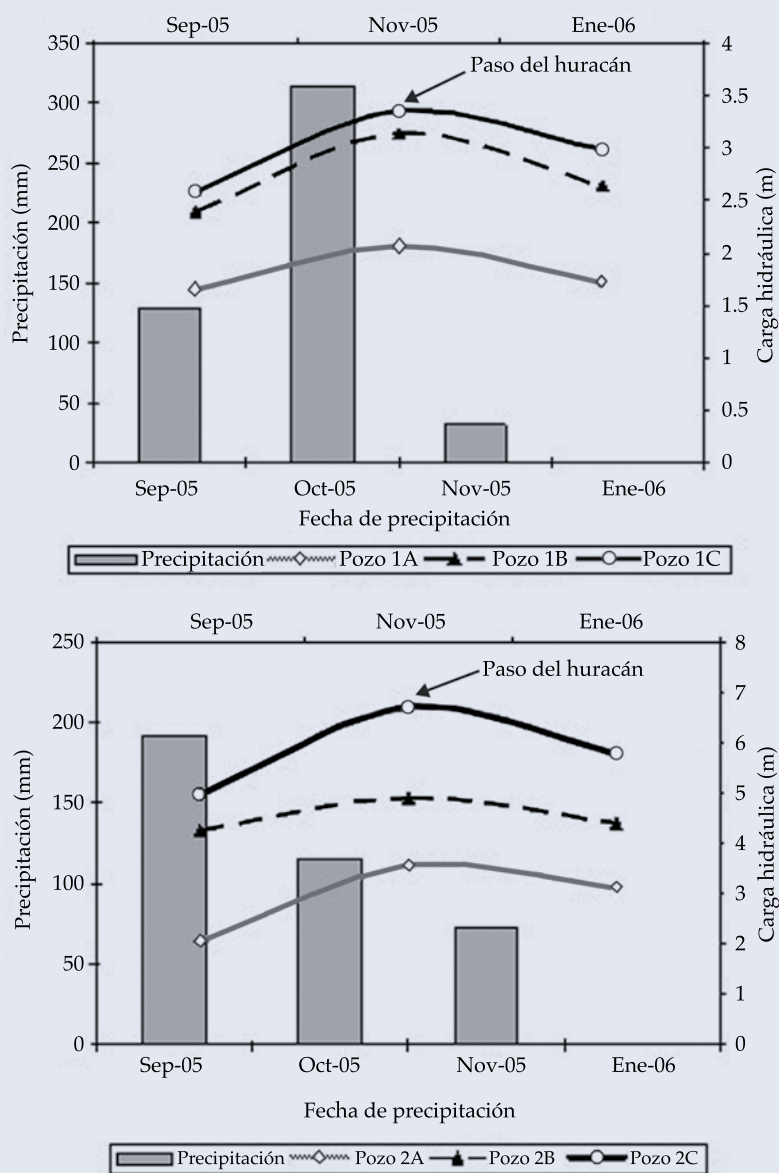 Sep-05 Nov-05 Ene-06
350 4
Paso del huracán
300 3.5
250 3
200 2.5
Precipitación (mm)
Carga hidráulica (m)
2
150 1.5
100 1
50 0.5
0 0
Sep-05 Oct-05 Nov-05 Ene-06
Fecha de precipitación
Precipitación Pozo 1A Pozo 1B Pozo 1C
Sep-05 Nov-05 Ene-06
250 8
Paso del huracán
7
200 6
Precipitación (mm)
Carga hidráulica (m)
150 5
4
100 3
50 2
1
0 0
Sep-05 Oct-05 Nov-05 Ene-06
Fecha de precipitación
Precipitación Pozo 2A Pozo 2B Pozo 2C